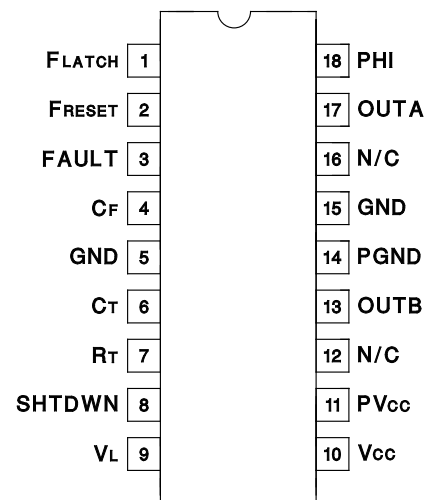 FLATCH 1 18 PHI
FRESET 2 17 OUTA
FAULT 3 16 N/C
CF 4 15 GND
GND 5 14 PGND
CT 6 13 OUTB
RT 7 12 N/C
SHTDWN 8 11 PVCC
VL 9 10 VCC